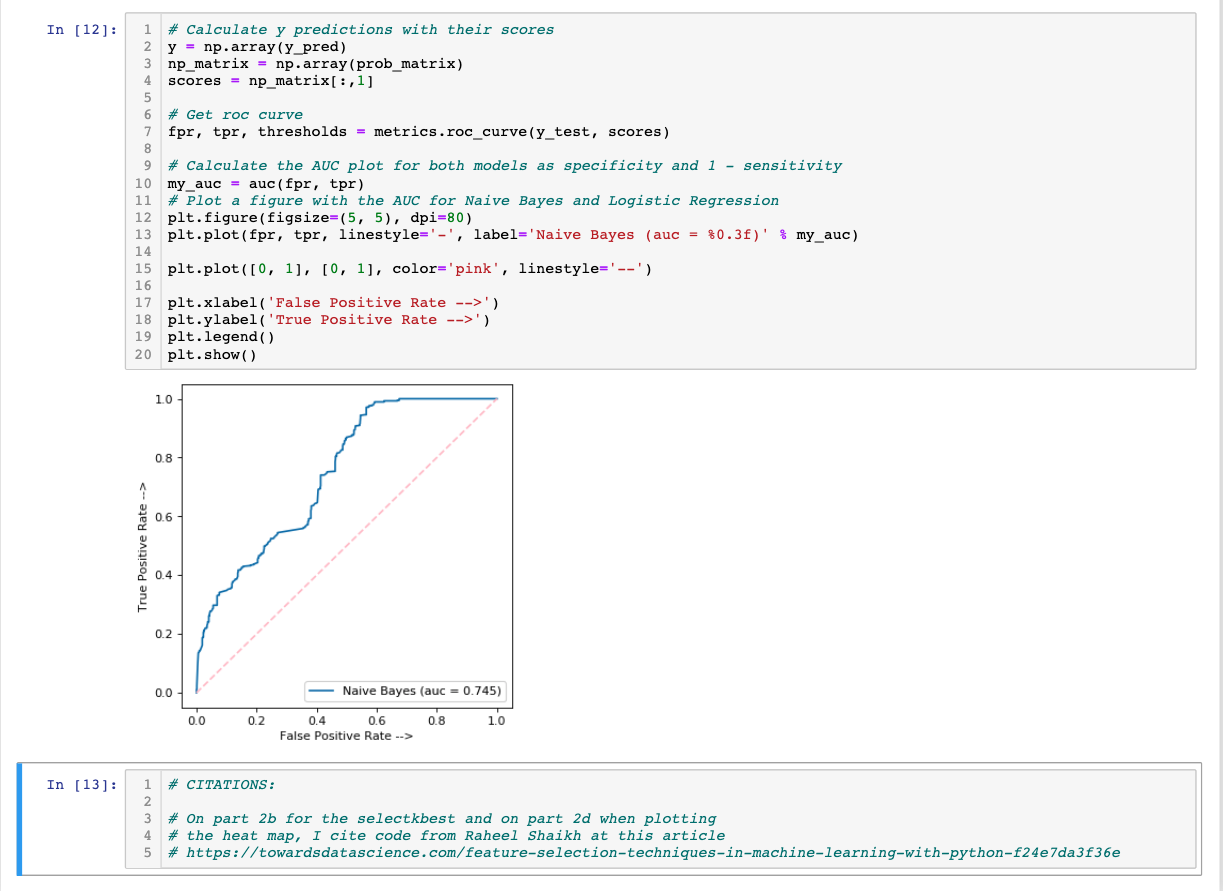 In [12]:
1 # Calculate y predictions with their scores
2 y = np.array(y_pred)
3 np_matrix = np.array(prob_matrix)
4 scores = np_matrix[:,1]
5
6 # Get roc curve
7 fpr, tpr, thresholds = metrics.roc_curve(y_test, scores)
8
9 # Calculate the AUC plot for both models as specificity and 1 - sensitivity
10 my_auc = auc(fpr, tpr)
11 # Plot a figure with the AUC for Naive Bayes and Logistic Regression
12 plt.figure(figsize=(5, 5), dpi=80)
13 plt.plot(fpr, tpr, linestyle='-', label='Naive Bayes (auc = %0.3f)' % my_auc)
14
15 plt.plot([0, 1], [0, 1], color='pink', linestyle='--')
16
17 plt.xlabel('False Positive Rate -->')
18 plt.ylabel('True Positive Rate -->')
19 plt.legend()
20 plt.show()
True Positive Rate -->
1.0
0.8
0.6
0.4
0.2
0.0
Naive Bayes (auc = 0.745)
0.0 0.2 0.4 0.6 0.8 1.0
False Positive Rate -->
In [13]:
1 # CITATIONS:
2
3 # On part 2b for the selectkbest and on part 2d when plotting
4 # the heat map, I cite code from Raheel Shaikh at this article
5 # https://towardsdatascience.com/feature-selection-techniques-in-machine-learning-with-python-f24e7da3f36e